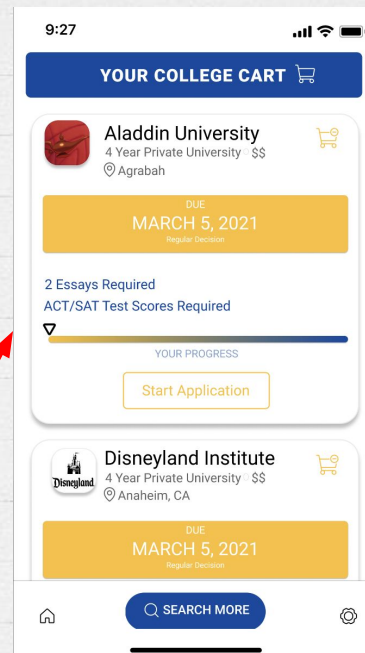 9:27
YOUR COLLEGE CART
Aladdin University
4 Year Private University $$
Agrabah
DUE
MARCH 5, 2021
Regular Decision
2 Essays Required
ACT/SAT Test Scores Required
YOUR PROGRESS
Start Application
Disneyland
Disneyland Institute
4 Year Private University $$
Anaheim, CA
DUE
MARCH 5, 2021
Regular Decision
SEARCH MORE